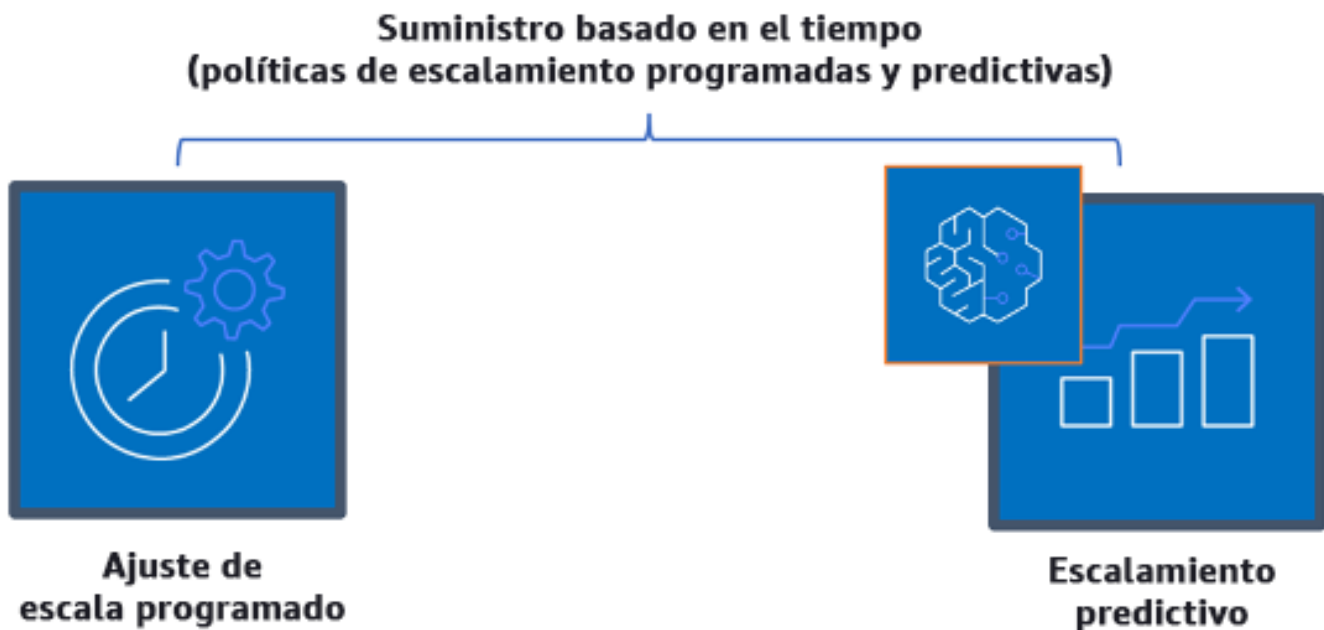 Suministro basado en el tiempo
(políticas de escalamiento programadas y predictivas)
Ajuste de
escala programado
Escalamiento
predictivo